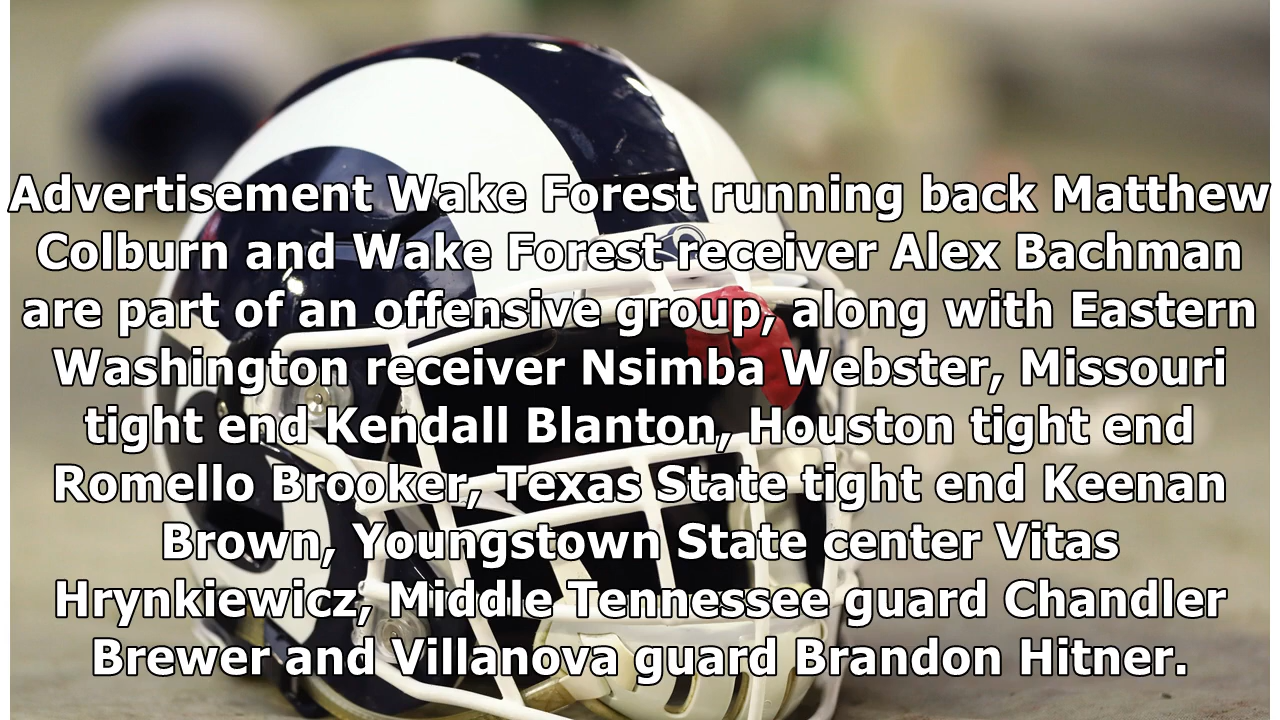 Advertisement Wake Forest running back Matthew
Colburn and Wake Forest receiver Alex Bachman
are part of an offensive group, along with Eastern
Washington receiver Nsimba Webster, Missouri
tight end Kendall Blanton, Houston tight end
Romello Brooker, Texas State tight end Keenan
Brown, Youngstown State center Vitas
Hrynkiewicz, Middle Tennessee guard Chandler
Brewer and Villanova guard Brandon Hitner.